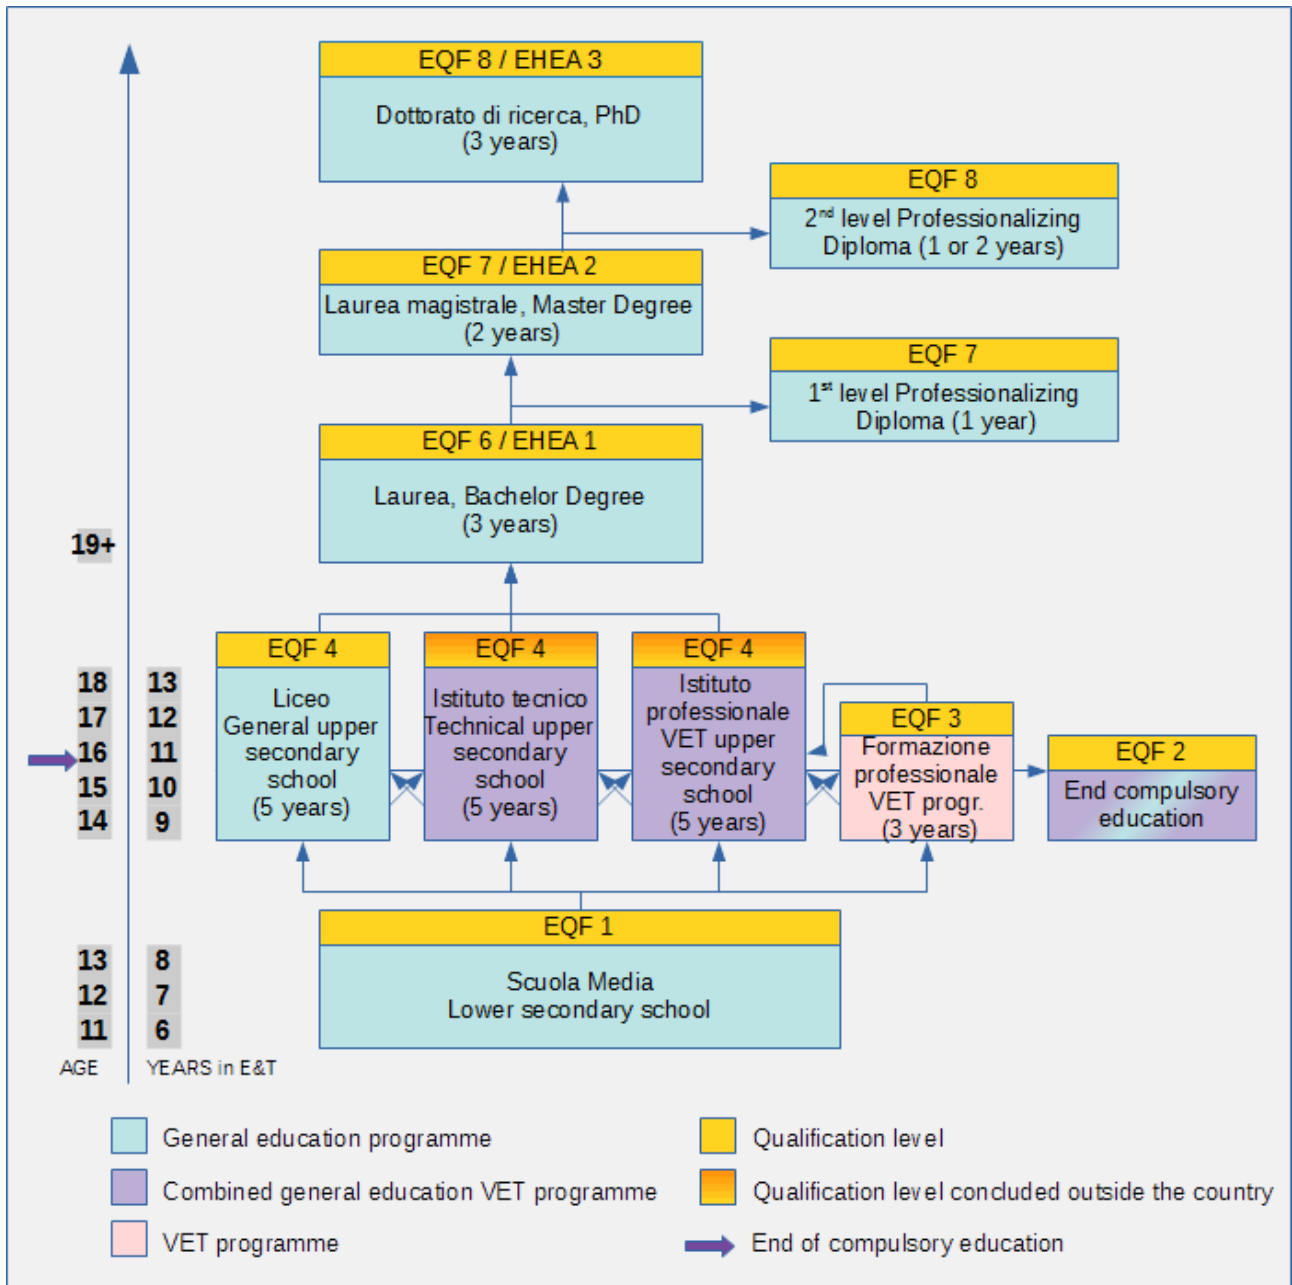 EQF 8 / EHEA 3
Dottorato di ricerca, PhD
(3 years)
EQF 8
2nd level Professionalizing
Diploma (1 or 2 years)
EQF 7 / EHEA 2
Laurea magistrale, Master Degree
(2 years)
EQF 7
1st level Professionalizing
Diploma (1 year)
EQF 6 / EHEA 1
Laurea, Bachelor Degree
(3 years)
19+
EQF 4
Liceo
General upper
secondary
school
(5 years)
EQF 4
Istituto tecnico
Technical upper
secondary
school
(5 years)
EQF 4
Istituto
professionale
VET upper
secondary
school
(5 years)
EQF 3
Formazione
professionale
VET progr.
(3 years)
EQF 2
End compulsory
education
18 13
17 12
16 11
15 10
14 9
EQF 1
Scuola Media
Lower secondary school
13 8
12 7
11 6
AGE YEARS in E&T
General education programme
Combined general education VET programme
VET programme
Qualification level
Qualification level concluded outside the country
End of compulsory education